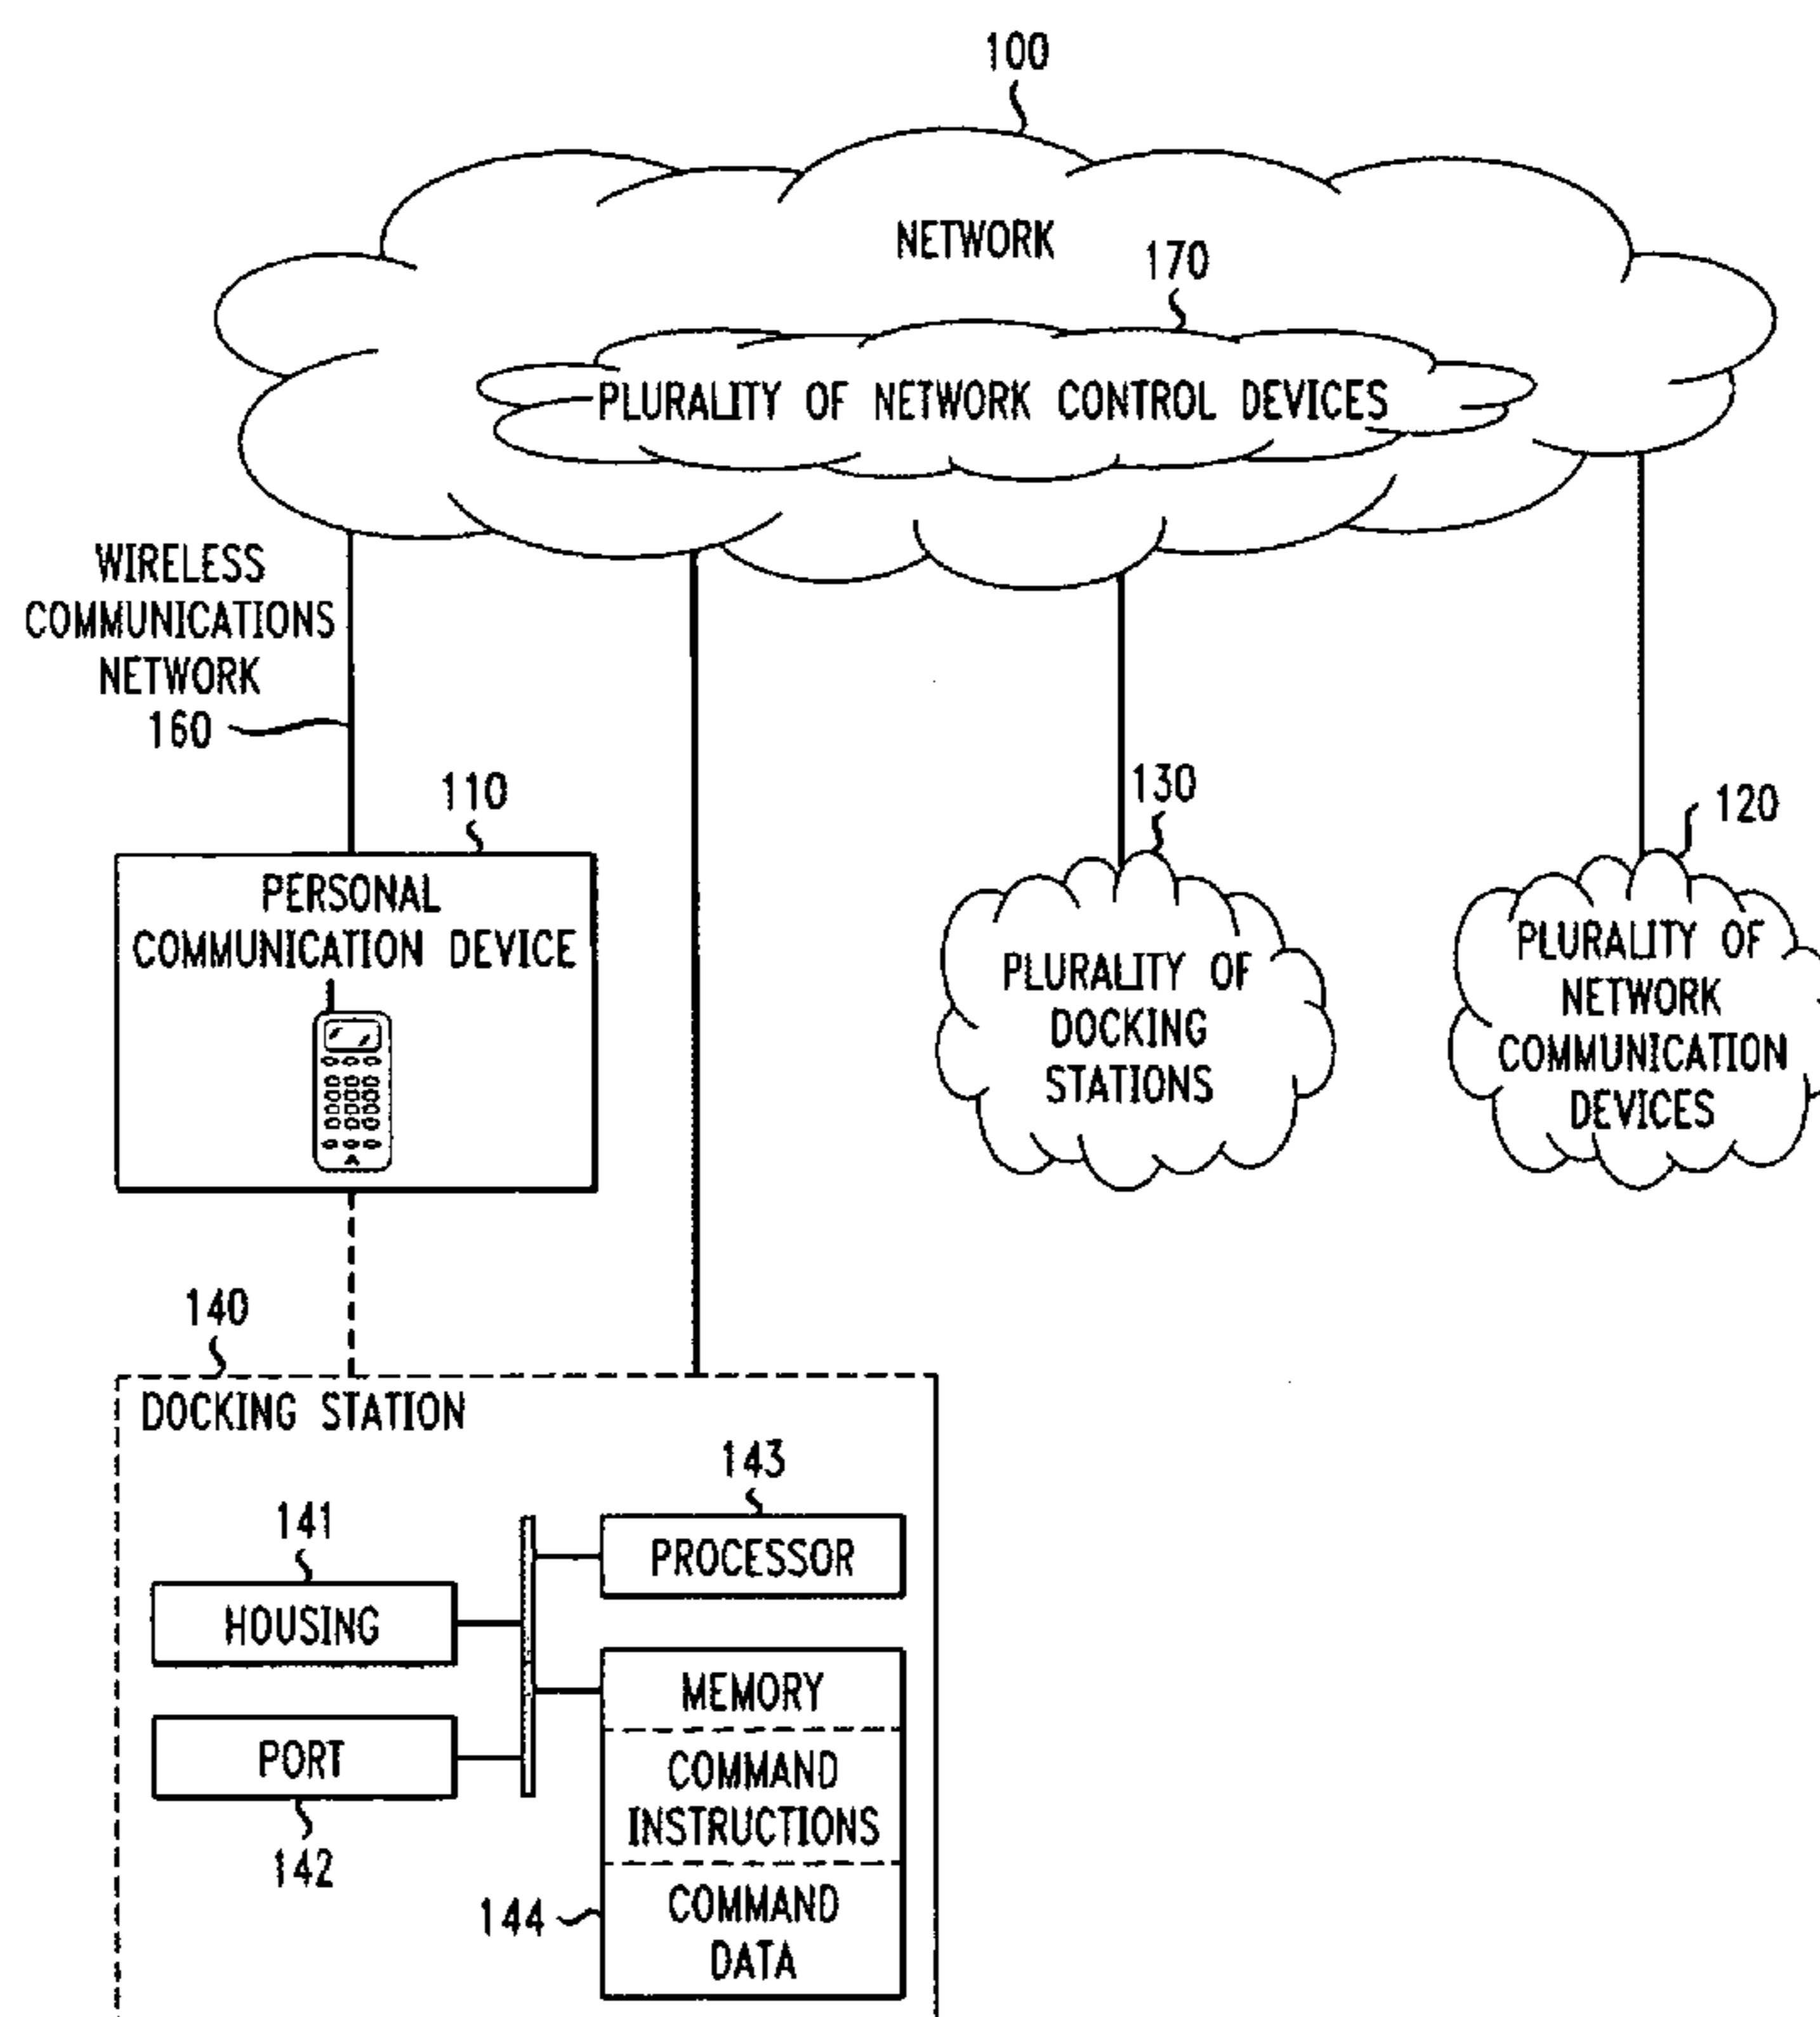 100
NETWORK
170
PLURALITY OF NETWORK CONTROL DEVICES
WIRELESS
COMMUNICATIONS
NETWORK
160
110
PERSONAL
COMMUNICATION DEVICE
130
PLURALITY OF
DOCKING
STATIONS
120
PLURALITY OF
NETWORK
COMMUNICATION
DEVICES
140
DOCKING STATION
141
HOUSING
PORT
142
143
PROCESSOR
MEMORY
COMMAND
INSTRUCTIONS
144
COMMAND
DATA